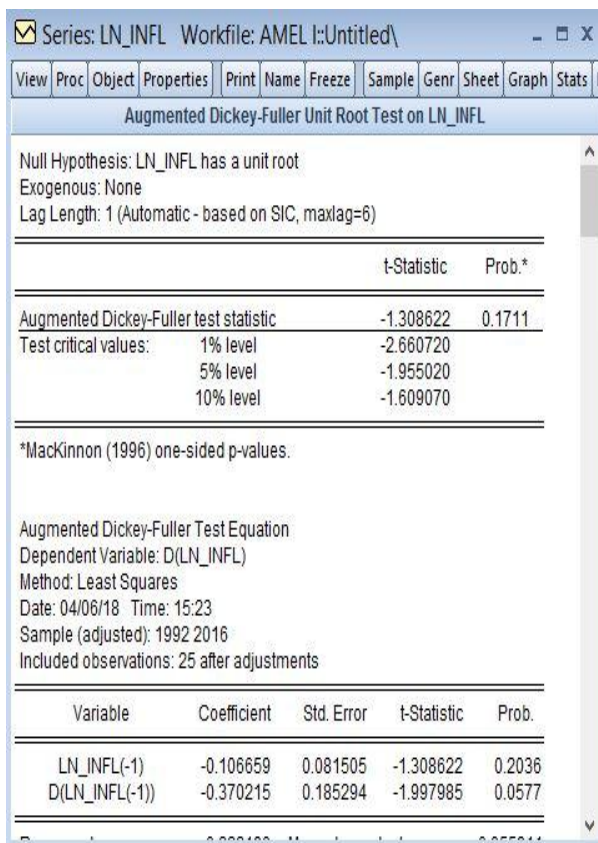 Series: LN_INFL Workfile: AMEL I::Untitled\
View Proc Object Properties Print Name Freeze Sample Genr Sheet Graph Stats
Augmented Dickey-Fuller Unit Root Test on LN_INFL
Null Hypothesis: LN_INFL has a unit root
Exogenous: None
Lag Length: 1 (Automatic - based on SIC, maxlag=6)
t-Statistic Prob.*
Augmented Dickey-Fuller test statistic -1.308622 0.1711
Test critical values: 1% level -2.660720
5% level -1.955020
10% level -1.609070
*MacKinnon (1996) one-sided p-values.
Augmented Dickey-Fuller Test Equation
Dependent Variable: D(LN_INFL)
Method: Least Squares
Date: 04/06/18 Time: 15:23
Sample (adjusted): 1992 2016
Included observations: 25 after adjustments
Variable Coefficient Std. Error t-Statistic Prob.
LN_INFL(-1) -0.106659 0.081505 -1.308622 0.2036
D(LN_INFL(-1)) -0.370215 0.185294 -1.997985 0.0577